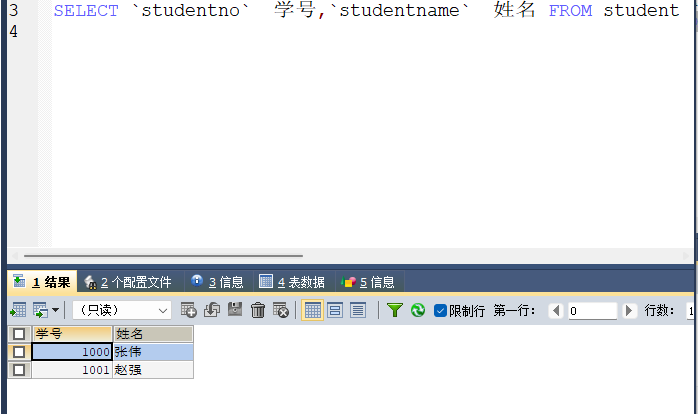 3 SELECT `studentno` 学号,`studentname` 姓名 FROM student
4
1 结果 2 个配置文件 3 信息 4 表数据 5 信息
(只读) 限制行 第一行: 0 行数: 1
学号 姓名
1000 张伟
1001 赵强